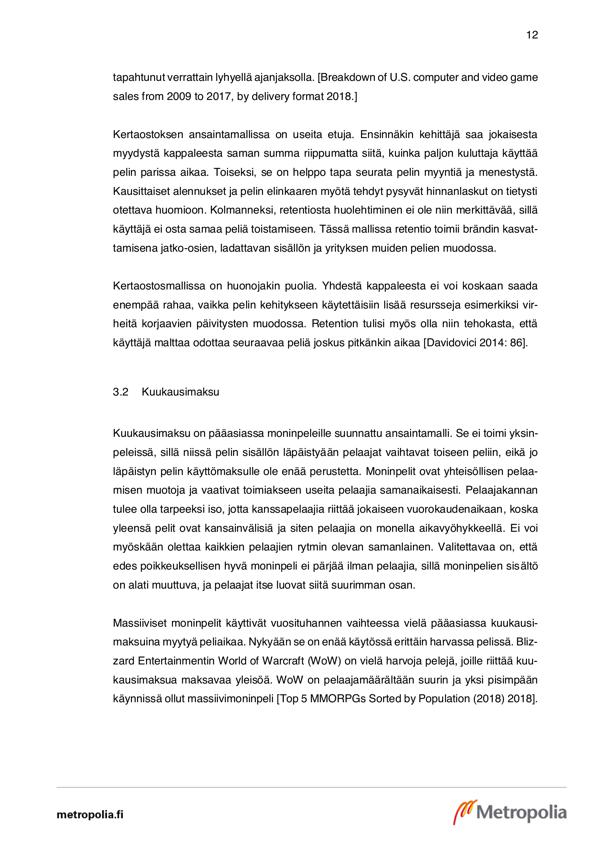 12
tapahtunut verrattain lyhyellä ajanjaksolla. [Breakdown of U.S. computer and video game
sales from 2009 to 2017, by delivery format 2018.]
Kertaostoksen ansaintamallissa on useita etuja. Ensinnäkin kehittäjä saa jokaisesta
myydystä kappaleesta saman summa riippumatta siitä, kuinka paljon kuluttaja käyttää
pelin parissa aikaa. Toiseksi, se on helppo tapa seurata pelin myyntiä ja menestystä.
Kausittaiset alennukset ja pelin elinkaaren myötä tehdyt pysyvät hinnanlaskut on tietysti
otettava huomioon. Kolmanneksi, retentiosta huolehtiminen ei ole niin merkittävää, sillä
käyttäjä ei osta samaa peliä toistamiseen. Tässä mallissa retentio toimii brändin kasvat-
tamisena jatko-osien, ladattavan sisällön ja yrityksen muiden pelien muodossa.
Kertaostosmallissa on huonojakin puolia. Yhdestä kappaleesta ei voi koskaan saada
enempää rahaa, vaikka pelin kehitykseen käytettäisiin lisää resursseja esimerkiksi vir-
heitä korjaavien päivitysten muodossa. Retention tulisi myös olla niin tehokasta, että
käyttäjä malttaa odottaa seuraavaa peliä joskus pitkänkin aikaa [Davidovici 2014: 86].
3.2 Kuukausimaksu
Kuukausimaksu on pääasiassa moninpeleille suunnattu ansaintamalli. Se ei toimi yksin-
peleissä, sillä niissä pelin sisällön läpäistyään pelaajat vaihtavat toiseen peliin, eikä jo
läpäistyn pelin käyttömaksulle ole enää perustetta. Moninpelit ovat yhteisöllisen pelaa-
misen muotoja ja vaativat toimiakseen useita pelaajia samanaikaisesti. Pelaajakannan
tulee olla tarpeeksi iso, jotta kanssapelaajia riittää jokaiseen vuorokaudenaikaan, koska
yleensä pelit ovat kansainvälisiä ja siten pelaajia on monella aikavyöhykkeellä. Ei voi
myöskään olettaa kaikkien pelaajien rytmin olevan samanlainen. Valitettavaa on, että
edes poikkeuksellisen hyvä moninpeli ei pärjää ilman pelaajia, sillä moninpelien sisältö
on alati muuttuva, ja pelaajat itse luovat siitä suurimman osan.
Massiiviset moninpelit käyttivät vuosituhannen vaihteessa vielä pääasiassa kuukausi-
maksuina myytyä peliaikaa. Nykyään se on enää käytössä erittäin harvassa pelissä. Bliz-
zard Entertainmentin World of Warcraft (WoW) on vielä harvoja pelejä, joille riittää kuu-
kausimaksua maksavaa yleisöä. WoW on pelaajamäärältään suurin ja yksi pisimpään
käynnissä ollut massiivimoninpeli [Top 5 MMORPGs Sorted by Population (2018) 2018].
metropolia.fi
Metropolia